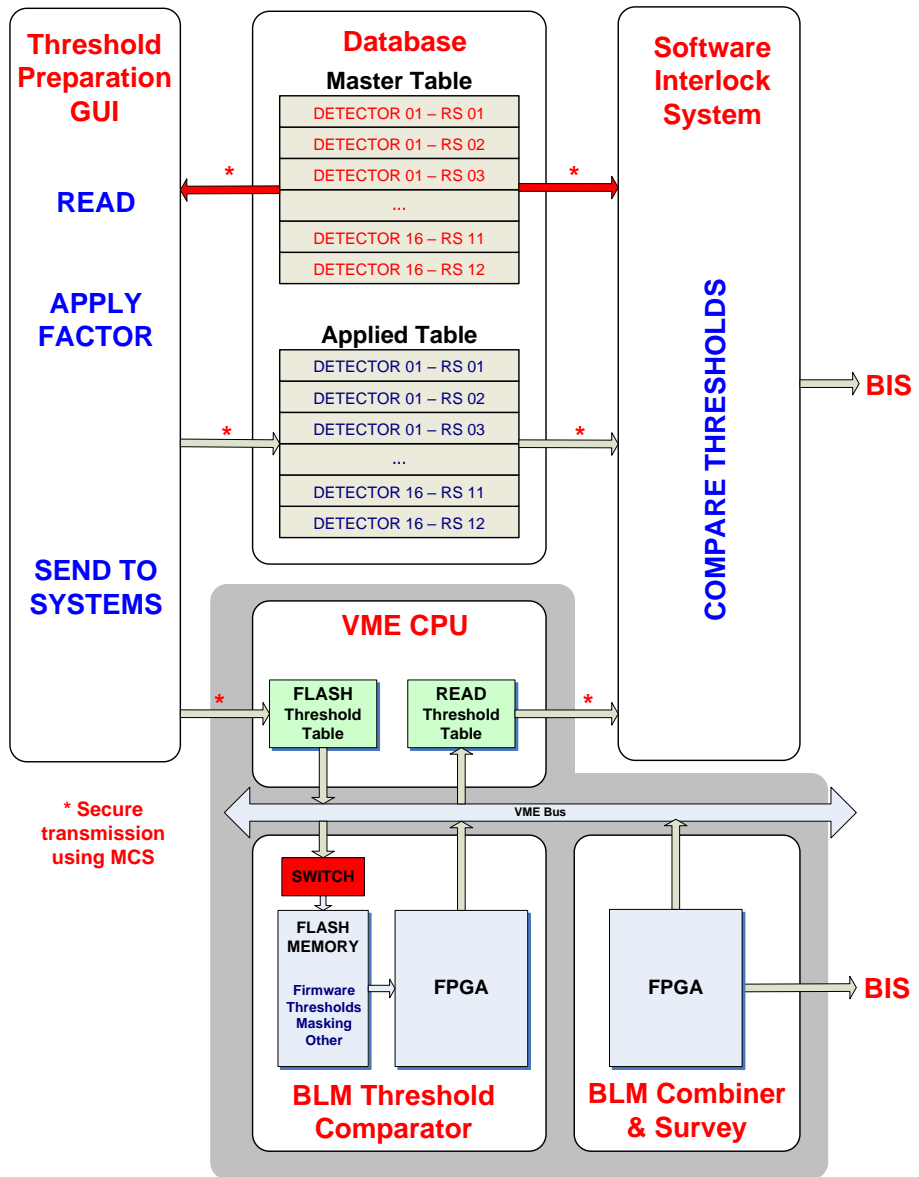 Threshold
Preparation
GUI
READ
APPLY
FACTOR
SEND TO
SYSTEMS
Database
Master Table
DETECTOR 01 – RS 01
DETECTOR 01 – RS 02
DETECTOR 01 – RS 03
...
DETECTOR 16 – RS 11
DETECTOR 16 – RS 12
*
*
Applied Table
DETECTOR 01 – RS 01
DETECTOR 01 – RS 02
DETECTOR 01 – RS 03
...
DETECTOR 16 – RS 11
DETECTOR 16 – RS 12
*
*
Software
Interlock
System
COMPARE THRESHOLDS
BIS
VME CPU
*
FLASH
Threshold
Table
READ
Threshold
Table
*
* Secure
transmission
using MCS
VME Bus
SWITCH
FLASH
MEMORY
Firmware
Thresholds
Masking
Other
FPGA
BLM Threshold
Comparator
FPGA
BLM Combiner
& Survey
BIS